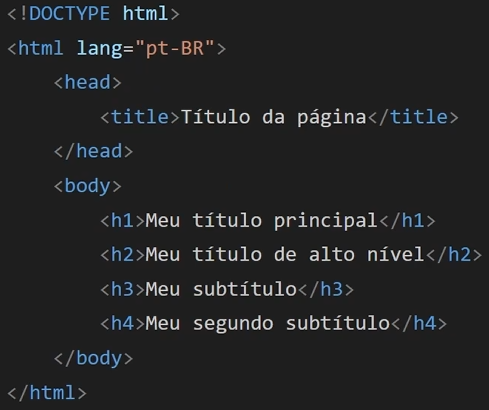 <!DOCTYPE html>
<html lang="pt-BR">
    <head>
        <title>Título da página</title>
    </head>
    <body>
        <h1>Meu título principal</h1>
        <h2>Meu título de alto nível</h2>
        <h3>Meu subtítulo</h3>
        <h4>Meu segundo subtítulo</h4>
    </body>
</html>